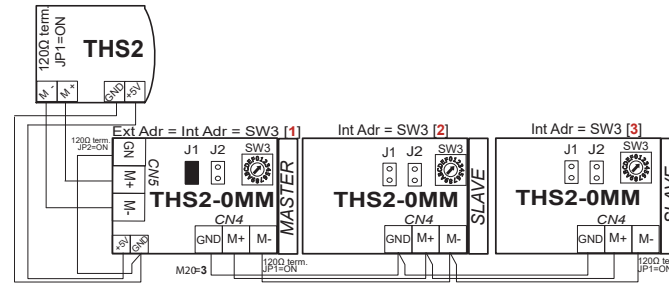 120Ω term.
JP1=ON
THS2
M -
M+
GND
+5V
Ext Adr = Int Adr = SW3 [1]
Int Adr = SW3 [2]
Int Adr = SW3 [3]
120Ω term.
JP2=ON
GN
M+
M-
CN5
J1 J2 SW3
THS2-0MM
CN4
MASTER
+5V
GND
GND M+ M-
M20=3
120Ω term.
JP1=ON
J1 J2 SW3
THS2-0MM
CN4
SLAVE
GND M+ M-
J1 J2 SW3
THS2-0MM
CN4
SLAVE
GND M+ M-
120Ω te
JP1=ON